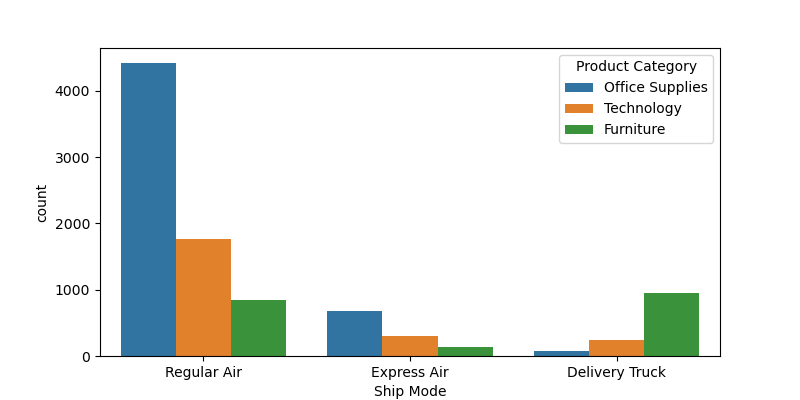 Product Category
Office Supplies
Technology
Furniture
4000
3000
2000
1000
0
count
Regular Air
Express Air
Delivery Truck
Ship Mode